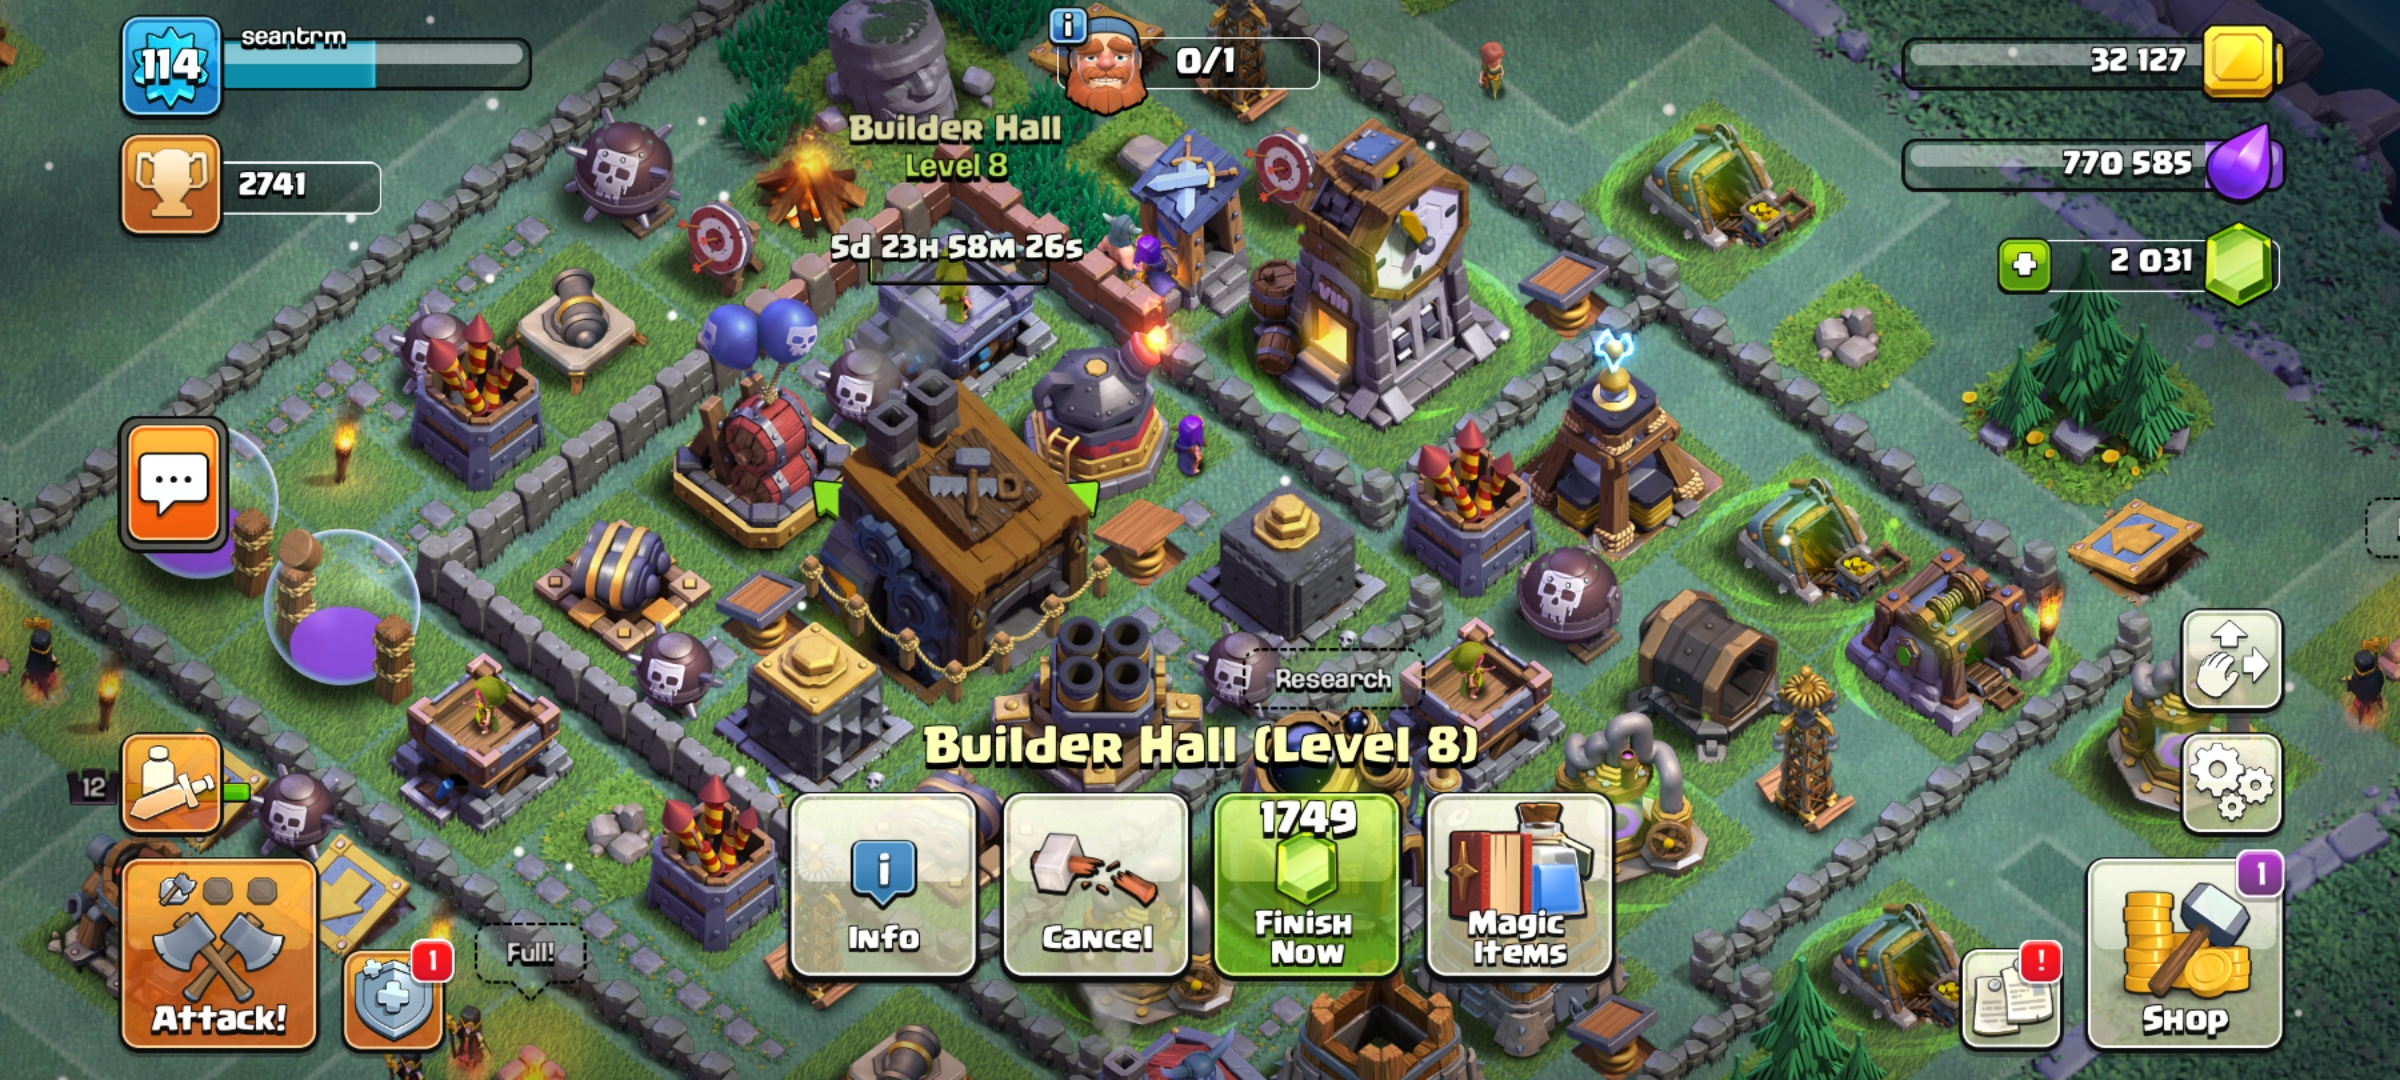 114
seantrm
0/1
32 127
770 585
2 031
2741
Builder Hall
Level 8
5d 23h 58m 26s
VIII
Research
Builder Hall (Level 8)
12
Info
Cancel
1749
Finish
Now
Magic
Items
Attack!
1
Full!
!
1
Shop